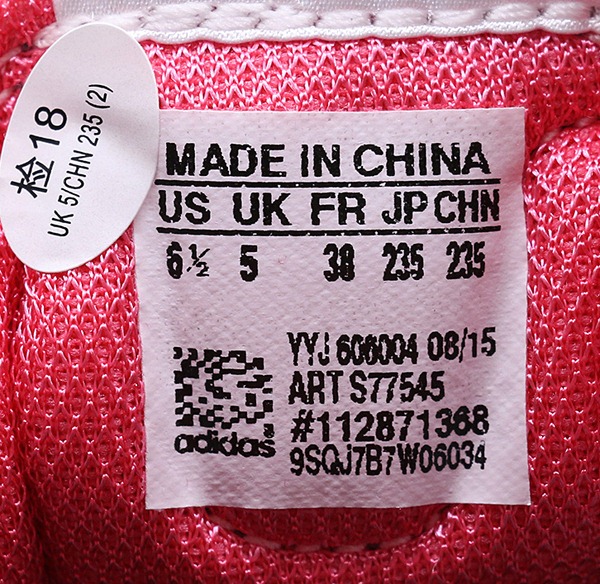 检18
UK 5/CHN 235 (2)
MADE IN CHINA
US UK FR JP CHN
6½ 5 38 235 235
YYJ 606004 08/15
ART S77545
#112871368
9SQJ7B7W06034
adidas